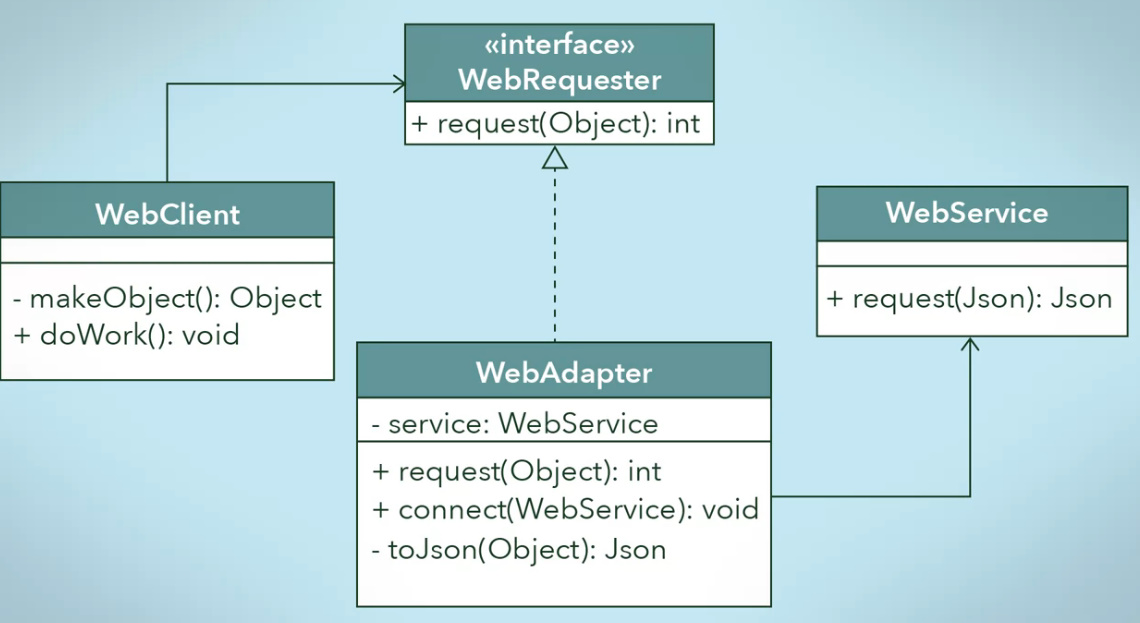 «interface»
WebRequester
+ request(Object): int
WebClient
- makeObject(): Object
+ doWork(): void
WebService
+ request(Json): Json
WebAdapter
- service: WebService
+ request(Object): int
+ connect(WebService): void
- toJson(Object): Json